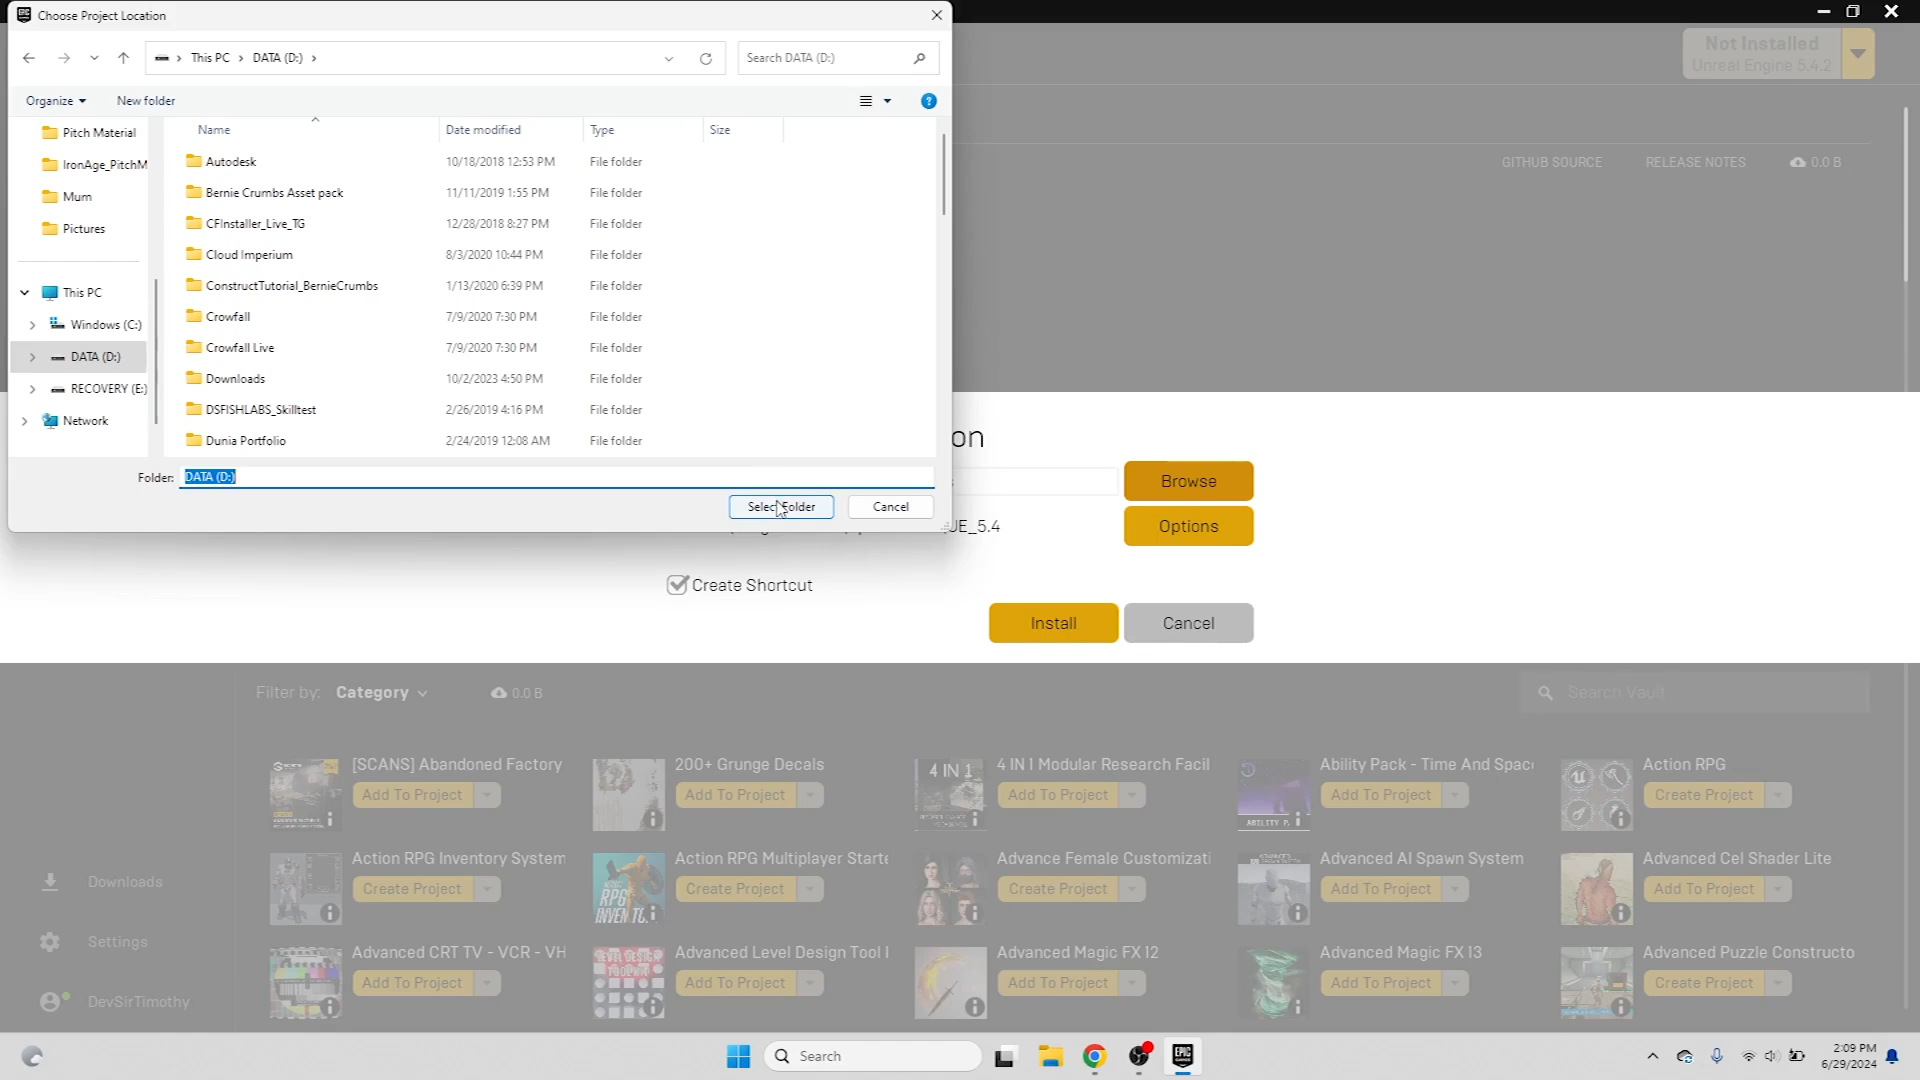 Choose Project Location
This PC
DATA (D:)
Search DATA (D:)
Organize
New folder
Pitch Material
IronAge_PitchM
Mum
Pictures
This PC
Windows (C:)
DATA (D:)
RECOVERY (E:)
Network
Name
Date modified
Type
Size
Autodesk
10/18/2018 12:53 PM
File folder
Bernie Crumbs Asset pack
11/11/2019 1:55 PM
File folder
CFInstaller_Live_TG
12/28/2018 8:27 PM
File folder
Cloud Imperium
8/3/2020 10:44 PM
File folder
ConstructTutorial_BernieCrumbs
1/13/2020 6:39 PM
File folder
Crowfall
7/9/2020 7:30 PM
File folder
Crowfall Live
7/9/2020 7:30 PM
File folder
Downloads
10/2/2023 4:50 PM
File folder
DSFISHLABS_Skilltest
2/26/2019 4:16 PM
File folder
Dunia Portfolio
2/24/2019 12:08 AM
File folder
Folder:
DATA (D:)
Select Folder
Cancel
Not Installed
Unreal Engine 5.4.2
GITHUB SOURCE
RELEASE NOTES
0.0 B
on
Browse
UE_5.4
Options
Create Shortcut
Install
Cancel
Filter by:
Category
0.0 B
Search Vault
[SCANS] Abandoned Factory
Add To Project
200+ Grunge Decals
Add To Project
4 IN 1
4 IN 1 Modular Research Facil
Add To Project
ABILITY P.
Ability Pack - Time And Space
Add To Project
Action RPG
Create Project
Action RPG Inventory System
Create Project
RPG
INVENTO
Action RPG Multiplayer Starte
Create Project
Advance Female Customizati
Create Project
Advanced AI Spawn System
Add To Project
Advanced Cel Shader Lite
Add To Project
Advanced CRT TV - VCR - VH
Add To Project
LEVEL DESIGN
TOOLKIT
Advanced Level Design Tool
Add To Project
Advanced Magic FX 12
Add To Project
Advanced Magic FX 13
Add To Project
Advanced Puzzle Constructo
Create Project
Downloads
Settings
DevSirTimothy
Search
EPIC
GAMES
2:09 PM
6/29/2024